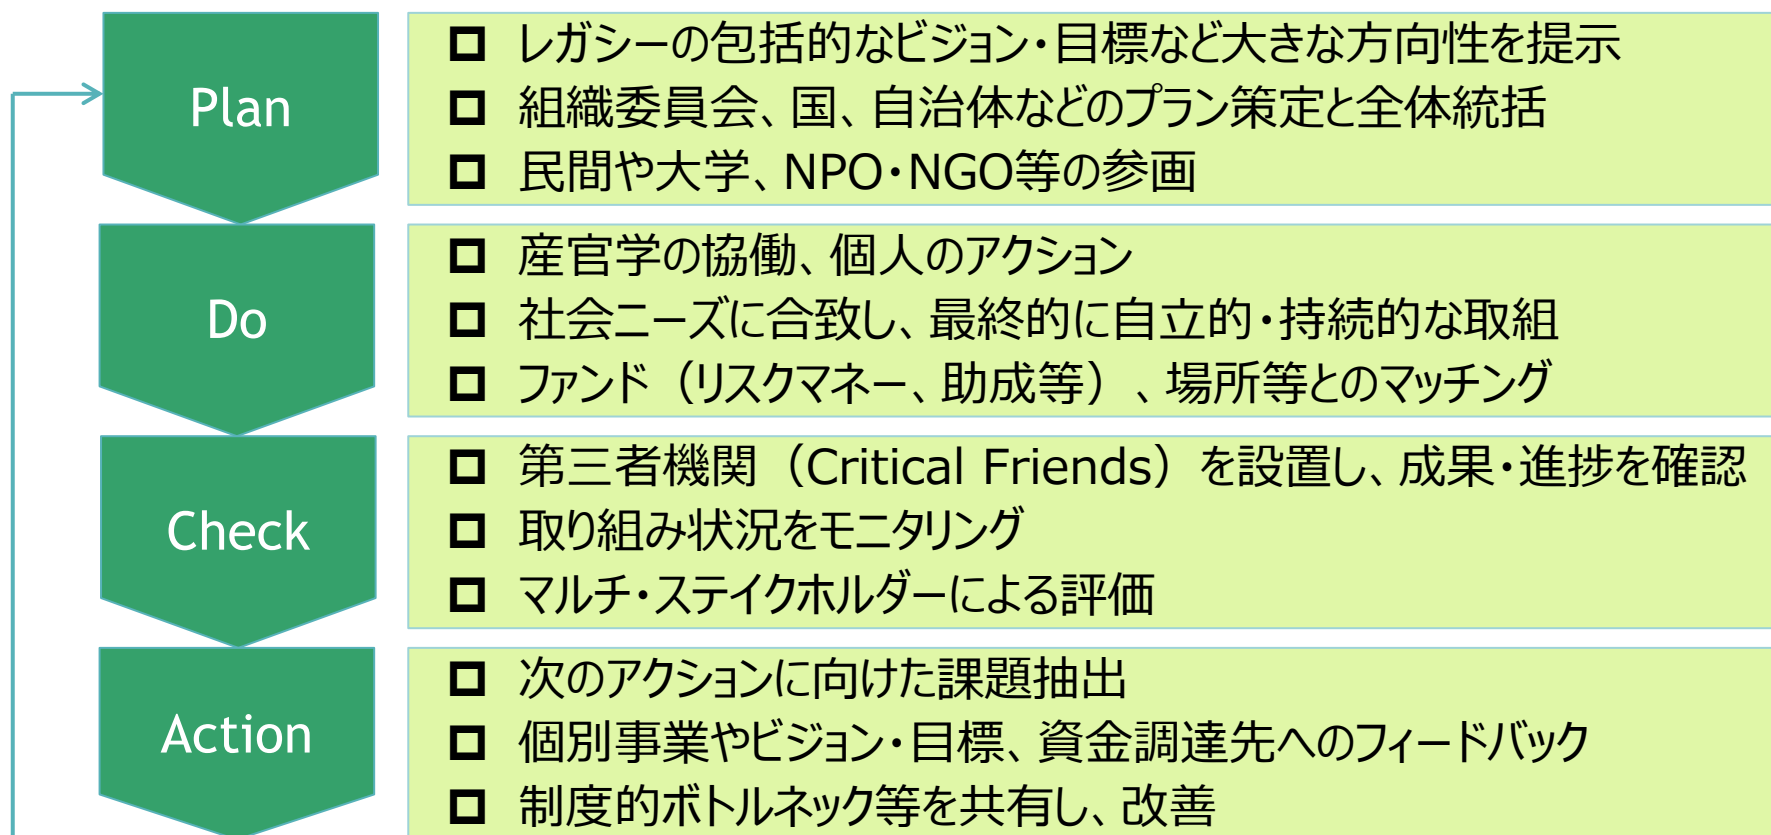 Plan
レガシーの包括的なビジョン・目標など大きな方向性を提示
組織委員会、国、自治体などのプラン策定と全体統括
民間や大学、NPO・NGO等の参画
Do
産官学の協働、個人のアクション
社会ニーズに合致し、最終的に自立的・持続的な取組
ファンド（リスクマネー、助成等）、場所等とのマッチング
Check
第三者機関（Critical Friends）を設置し、成果・進捗を確認
取り組み状況をモニタリング
マルチ・ステイクホルダーによる評価
Action
次のアクションに向けた課題抽出
個別事業やビジョン・目標、資金調達先へのフィードバック
制度的ボトルネック等を共有し、改善